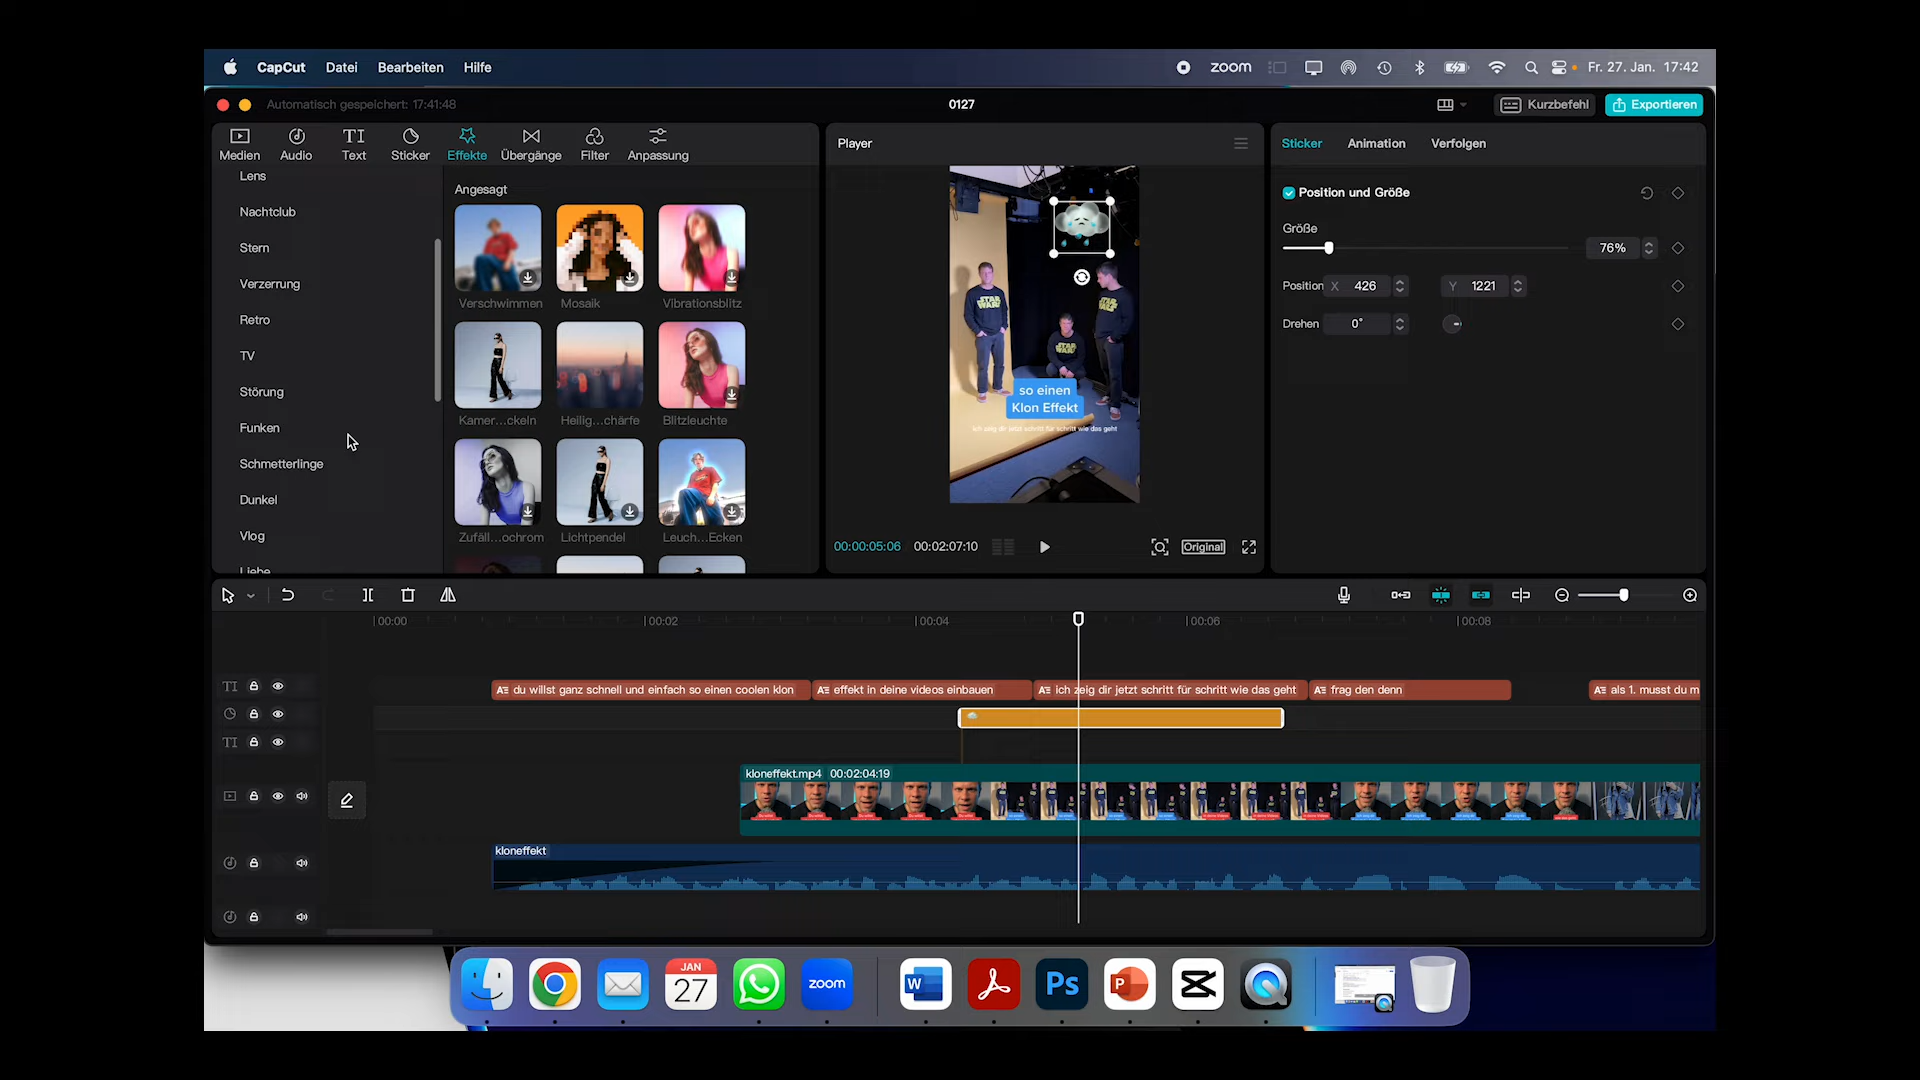 CapCut Datei Bearbeiten Hilfe
zoom
Fr. 27. Jan. 17:42
Automatisch gespeichert: 17:41:48
0127
Kurzbefehl
Exportieren
Medien Audio Text Sticker Effekte Übergänge Filter Anpassung
Lens
Nachtclub
Stern
Verzerrung
Retro
TV
Störung
Funken
Schmetterlinge
Dunkel
Vlog
Liebe
Angesagt
Verschwimmen Mosaik Vibrationsblitz
Kamer...ckeln Heilig...chärfe Blitzleuchte
Zufäll...ochrom Lichtpendel Leuch...Ecken
Player
STAR
WARS
so einen
Klon Effekt
ich zeig dir jetzt schritt für schritt wie das geht
00:00:05:06 00:02:07:10
Original
Sticker Animation Verfolgen
Position und Größe
Größe
76%
Position X 426 Y 1221
Drehen 0°
00:00 00:02 00:04 00:06 00:08
TI
A du willst ganz schnell und einfach so einen coolen klon
A effekt in deine videos einbauen
A ich zeig dir jetzt schritt für schritt wie das geht
A frag den denn
A als 1. musst du m
TI
kloneffekt.mp4 00:02:04:19
kloneffekt
JAN
27
zoom
W
Ps
P